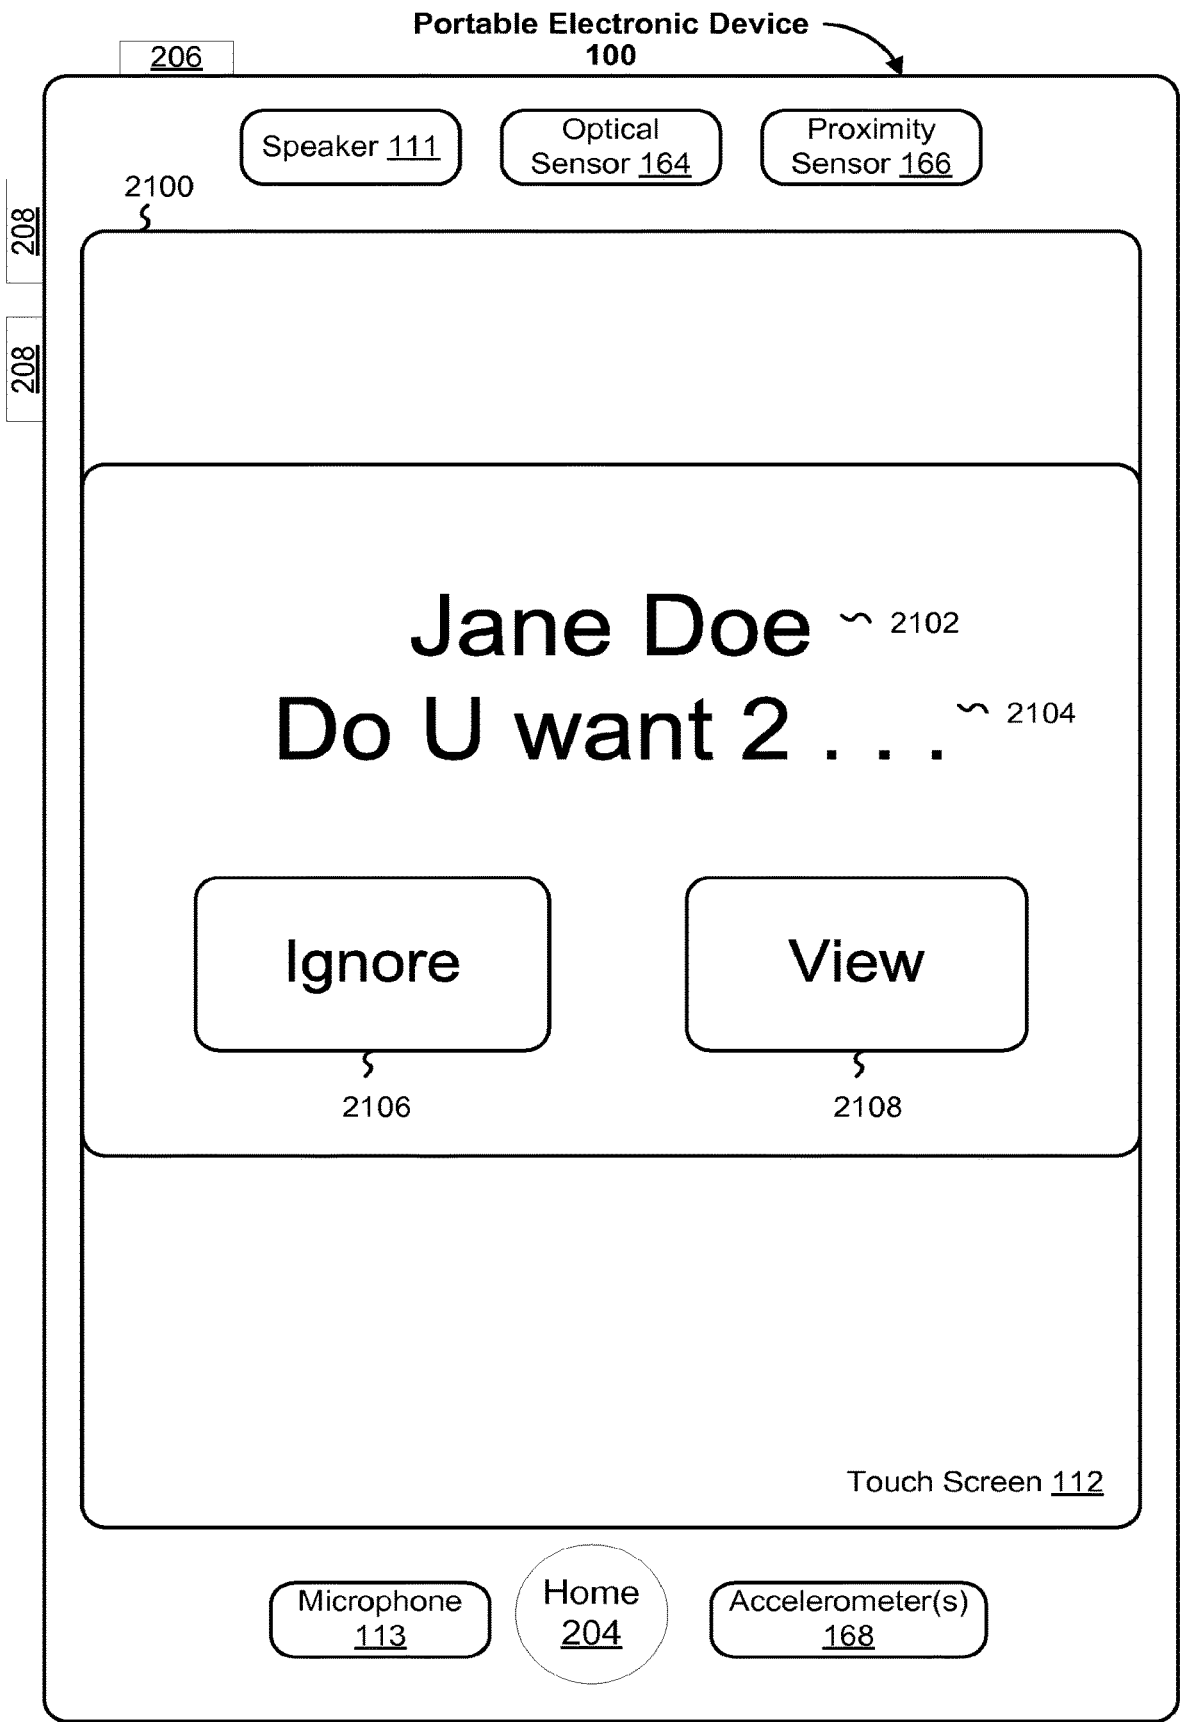 Portable Electronic Device
100
206
Speaker 111
Optical
Sensor 164
Proximity
Sensor 166
2100
208
208
Jane Doe
2102
Do U want 2 . . .
2104
Ignore
View
2106
2108
Touch Screen 112
Microphone
113
Home
204
Accelerometer(s)
168